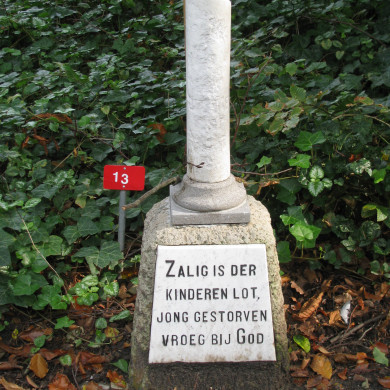 13
ZALIG IS DER
KINDEREN LOT,
JONG GESTORVEN
VROEG BIJ GOD